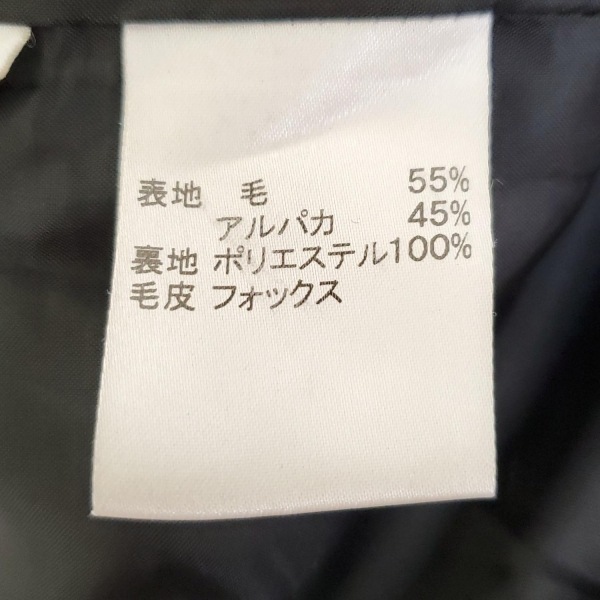 表地 毛 55%
アルパカ 45%
裏地 ポリエステル100%
毛皮 フォックス